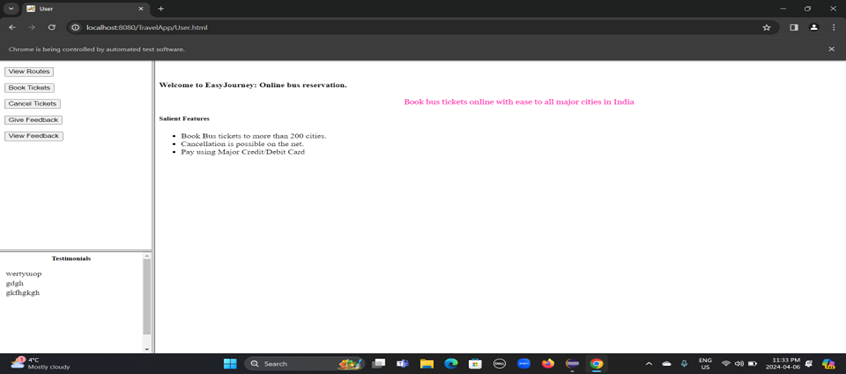 User
localhost:8080/TravelApp/User.html
Chrome is being controlled by automated test software.
View Routes
Book Tickets
Cancel Tickets
Give Feedback
View Feedback
Welcome to EasyJourney: Online bus reservation.
Book bus tickets online with ease to all major cities in India
Salient Features
Book Bus tickets to more than 200 cities.
Cancellation is possible on the net.
Pay using Major Credit/Debit Card
Testimonials
gdgh
gkfhgkgh
4°C
Mostly cloudy
Search
ENG
US
11:33 PM
2024-04-06